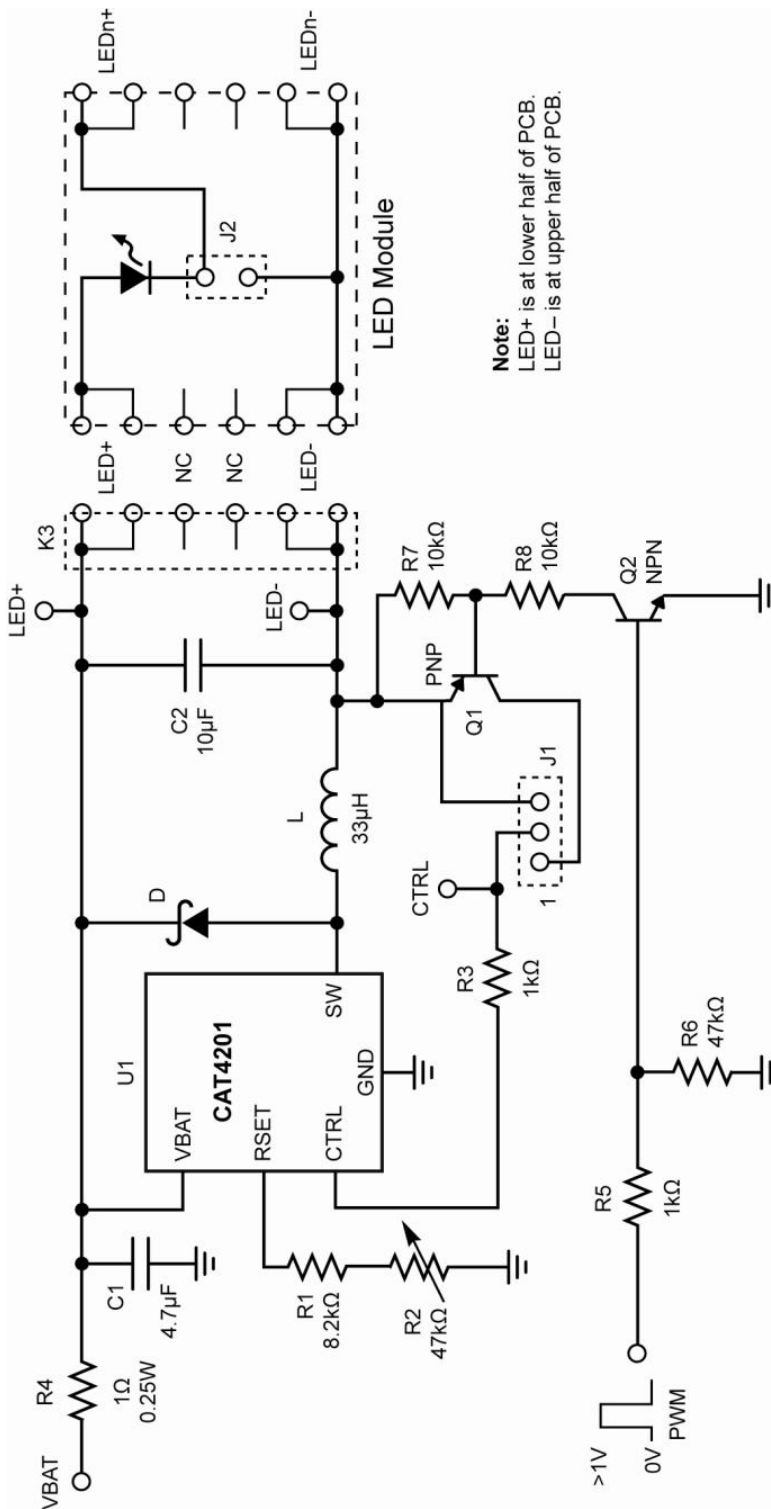 VBAT
R4
1Ω
0.25W
C1
4.7µF
U1
CAT4201
VBAT
RSET
CTRL
SW
GND
R1
8.2kΩ
R2
47kΩ
D
L
33µH
C2
10µF
LED+
LED-
K3
LED+
NC
NC
LED-
J2
LEDn+
LEDn-
LED Module
R3
1kΩ
CTRL
J1
1
PNP
Q1
R7
10kΩ
R8
10kΩ
Q2
NPN
>1V
0V
PWM
R5
1kΩ
R6
47kΩ
Note:
LED+ is at lower half of PCB.
LED– is at upper half of PCB.